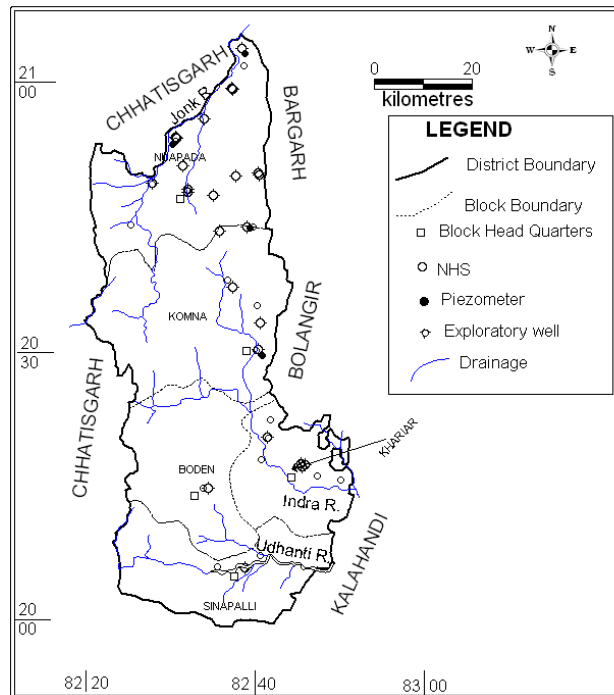 N
W E
S
21
00
0 20
kilometres
CHHATISGARH
Jonk R.
BARGARH
NUAPADA
LEGEND
District Boundary
Block Boundary
Block Head Quarters
NHS
Piezometer
Exploratory well
Drainage
KOMNA
BOLANGIR
20
30
CHHATISGARH
KHARIAR
BODEN
Indra R.
Udhanti R.
KALAHANDI
SINAPALLI
20
00
82 20
82 40
83 00